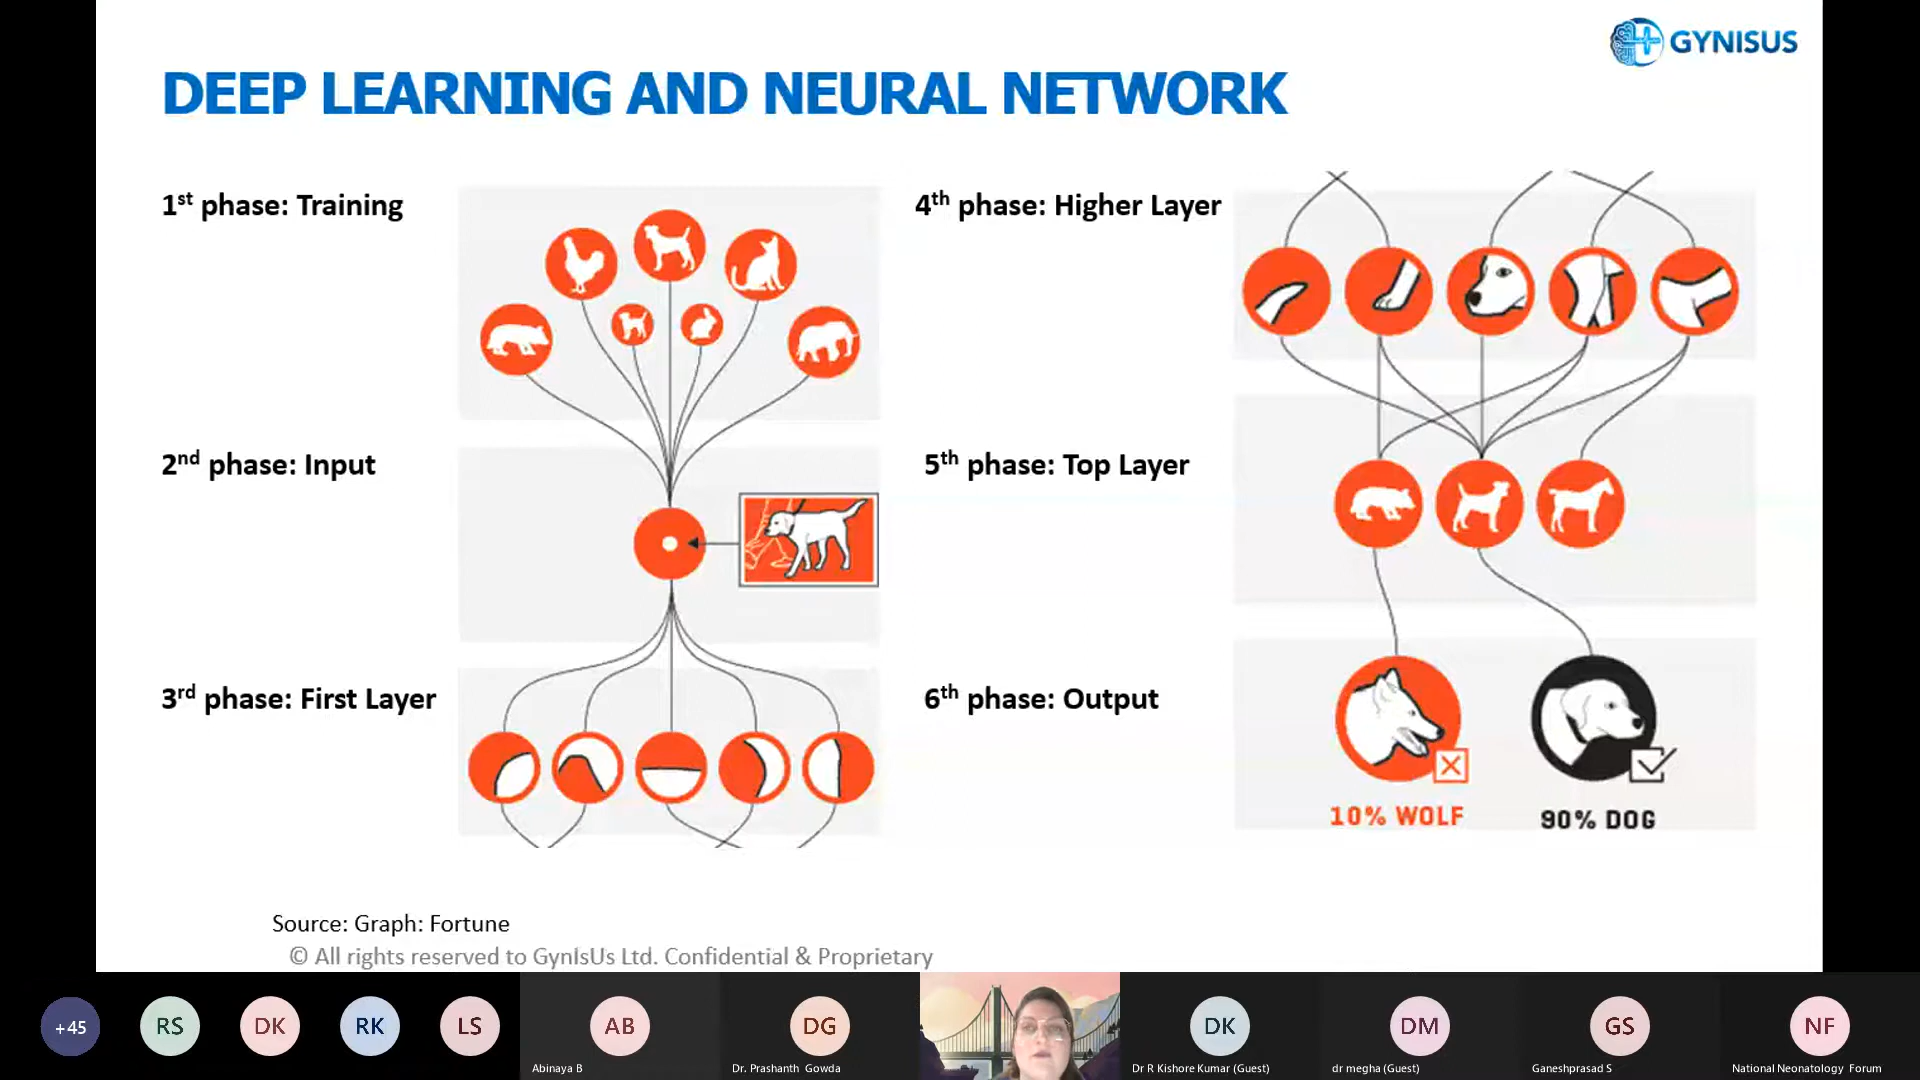 GYNISUS
DEEP LEARNING AND NEURAL NETWORK
1st phase: Training
2nd phase: Input
3rd phase: First Layer
4th phase: Higher Layer
5th phase: Top Layer
6th phase: Output
10% WOLF
90% DOG
Source: Graph: Fortune
© All rights reserved to GynIsUs Ltd. Confidential & Proprietary
+45
RS
DK
RK
LS
AB
Abinaya B
DG
Dr. Prashanth Gowda
DK
Dr R Kishore Kumar (Guest)
DM
dr megha (Guest)
GS
Ganeshprasad S
NF
National Neonatology Forum